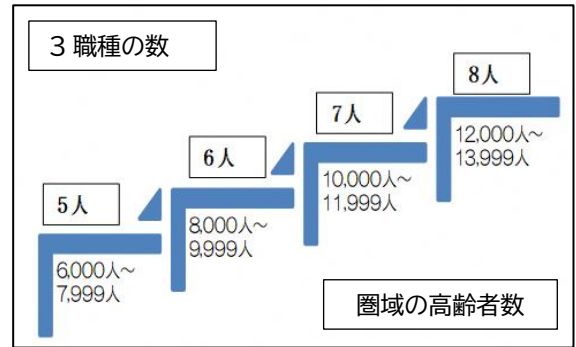 3職種の数
8人
12,000人～
13,999人
7人
10,000人～
11,999人
6人
8,000人～
9,999人
5人
6,000人～
7,999人
圏域の高齢者数